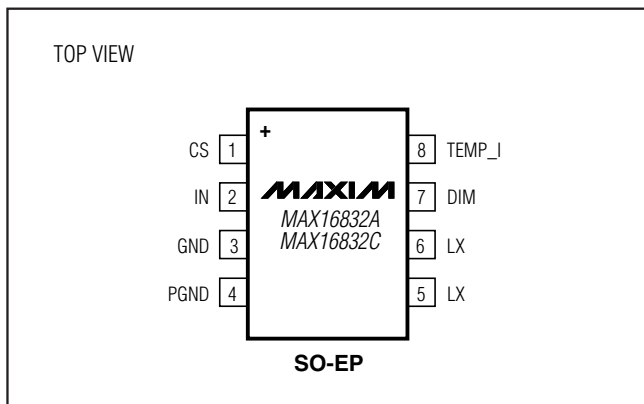 TOP VIEW
+
CS 1 8 TEMP_I
IN 2 MAXIM 7 DIM
MAX16832A
MAX16832C
GND 3 6 LX
PGND 4 5 LX
SO-EP